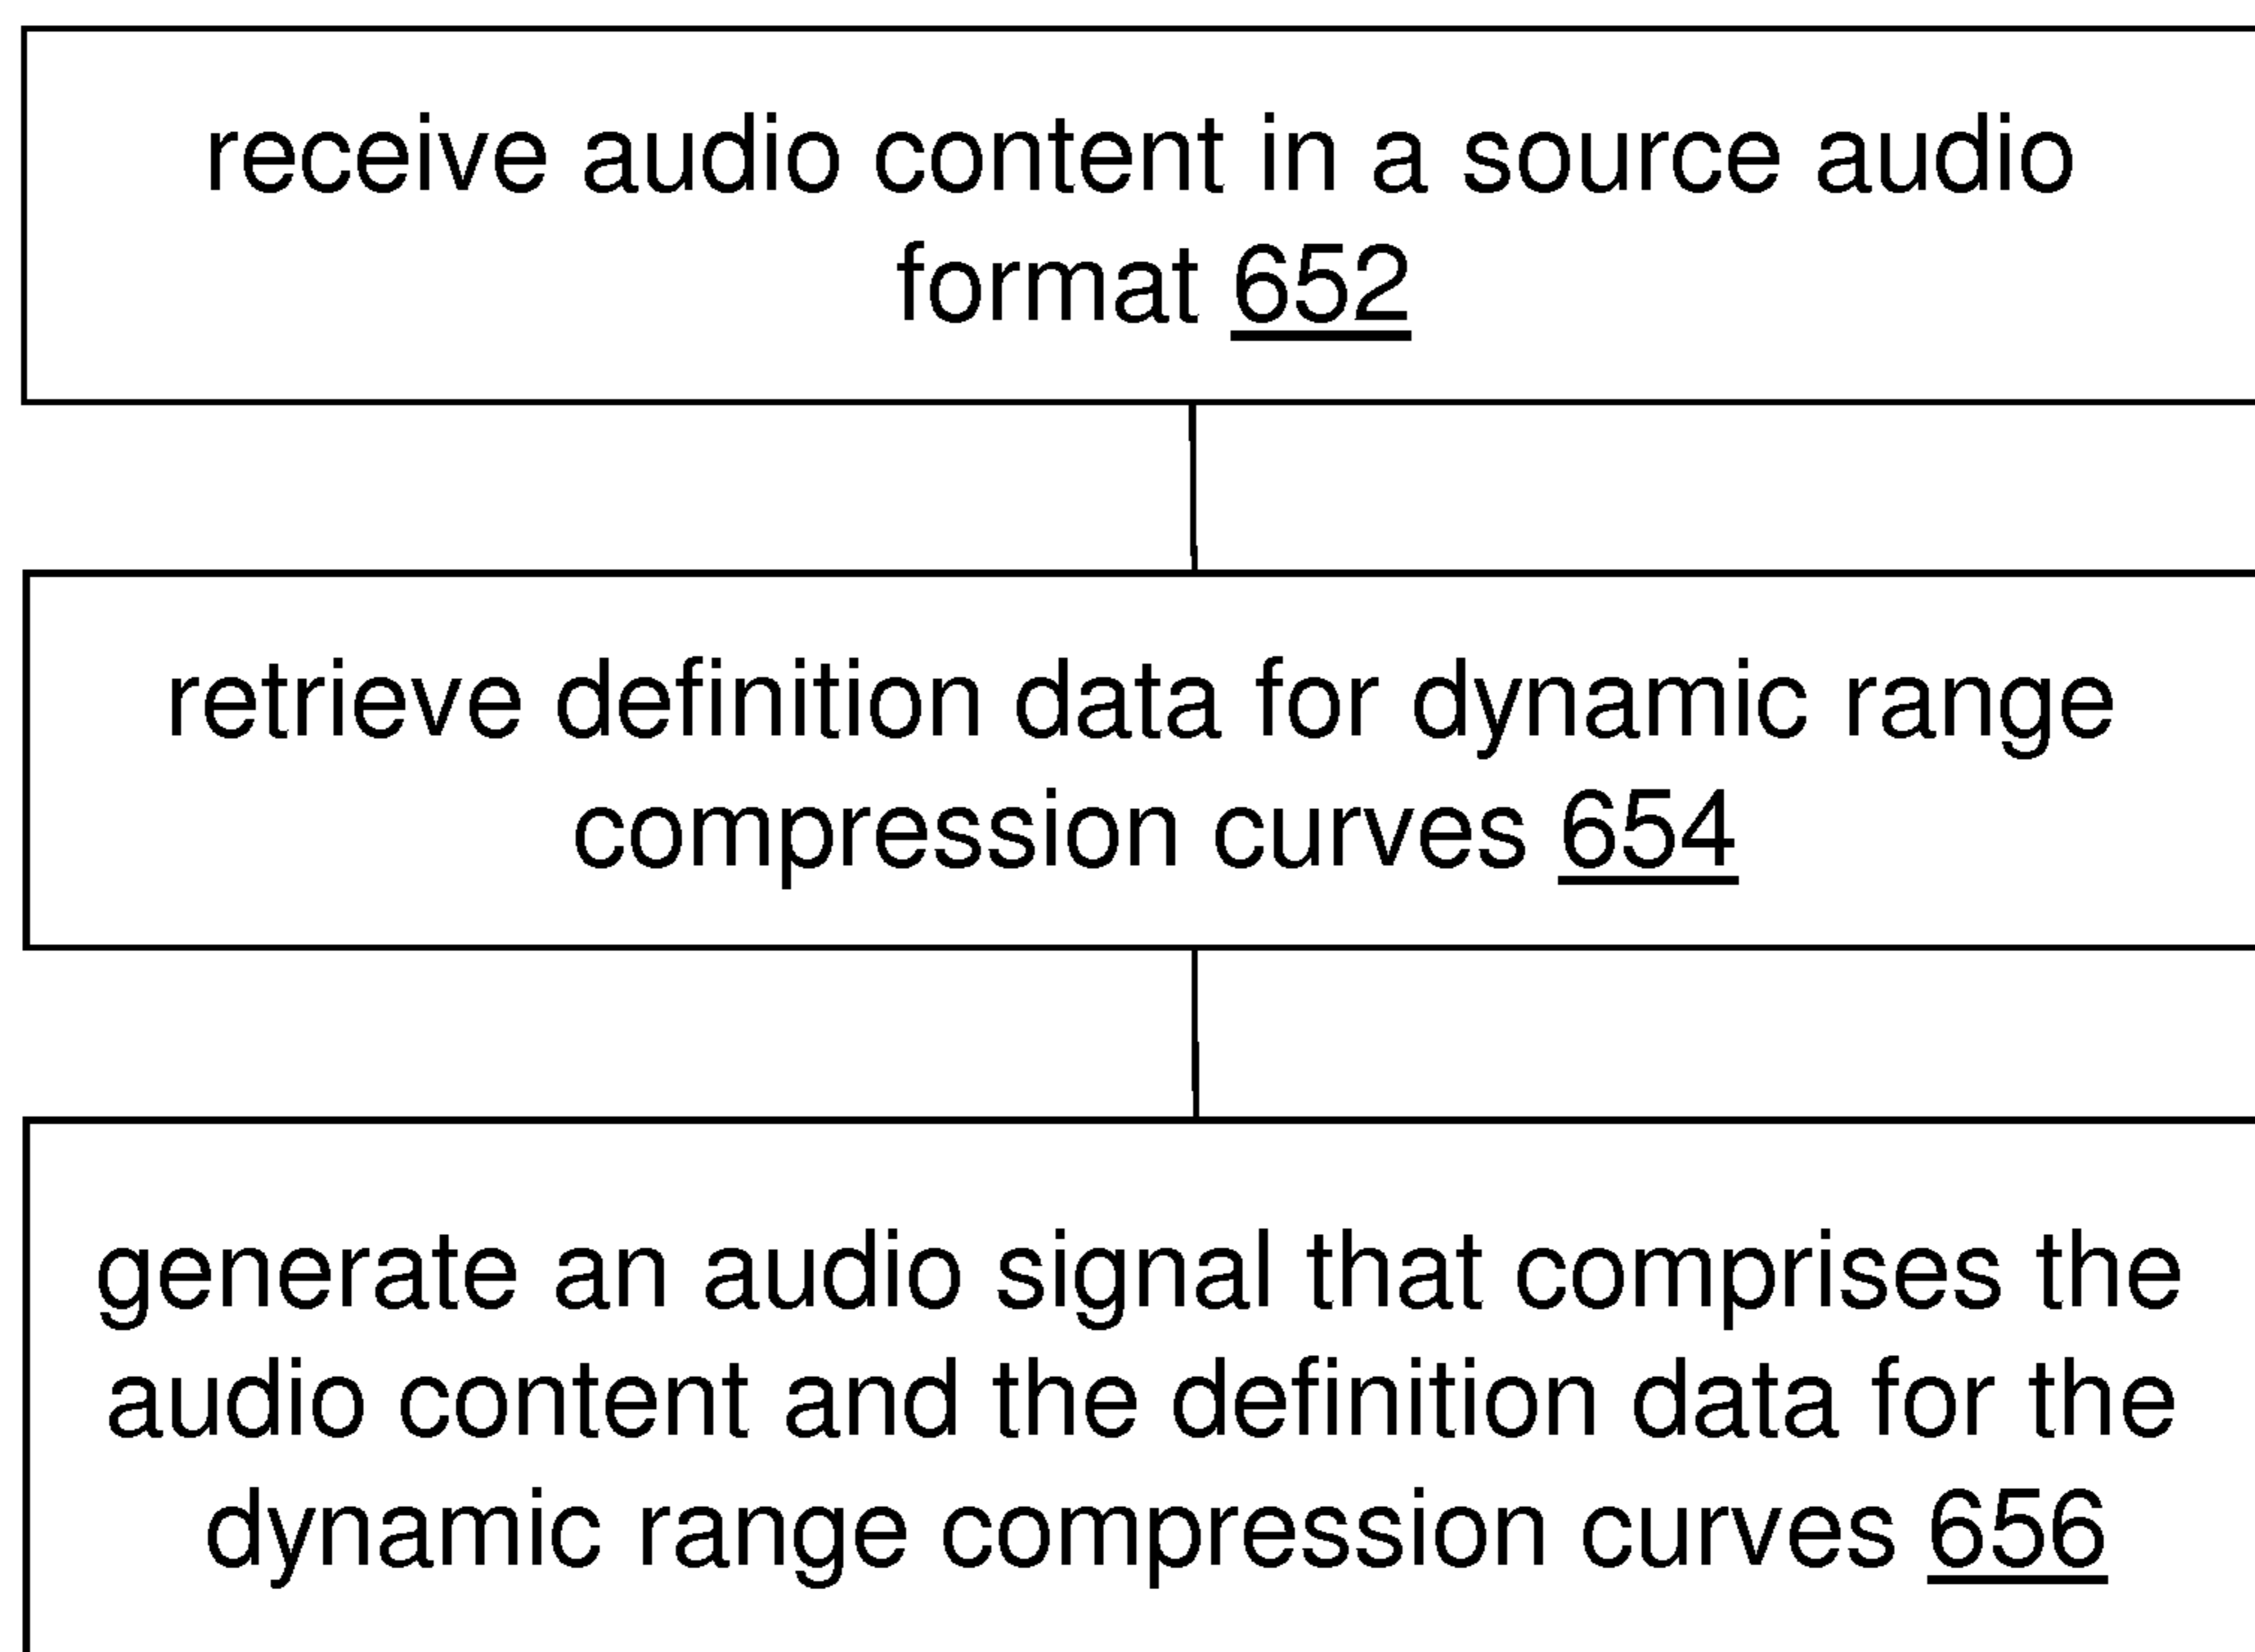 receive audio content in a source audio
format 652
retrieve definition data for dynamic range
compression curves 654
generate an audio signal that comprises the
audio content and the definition data for the
dynamic range compression curves 656